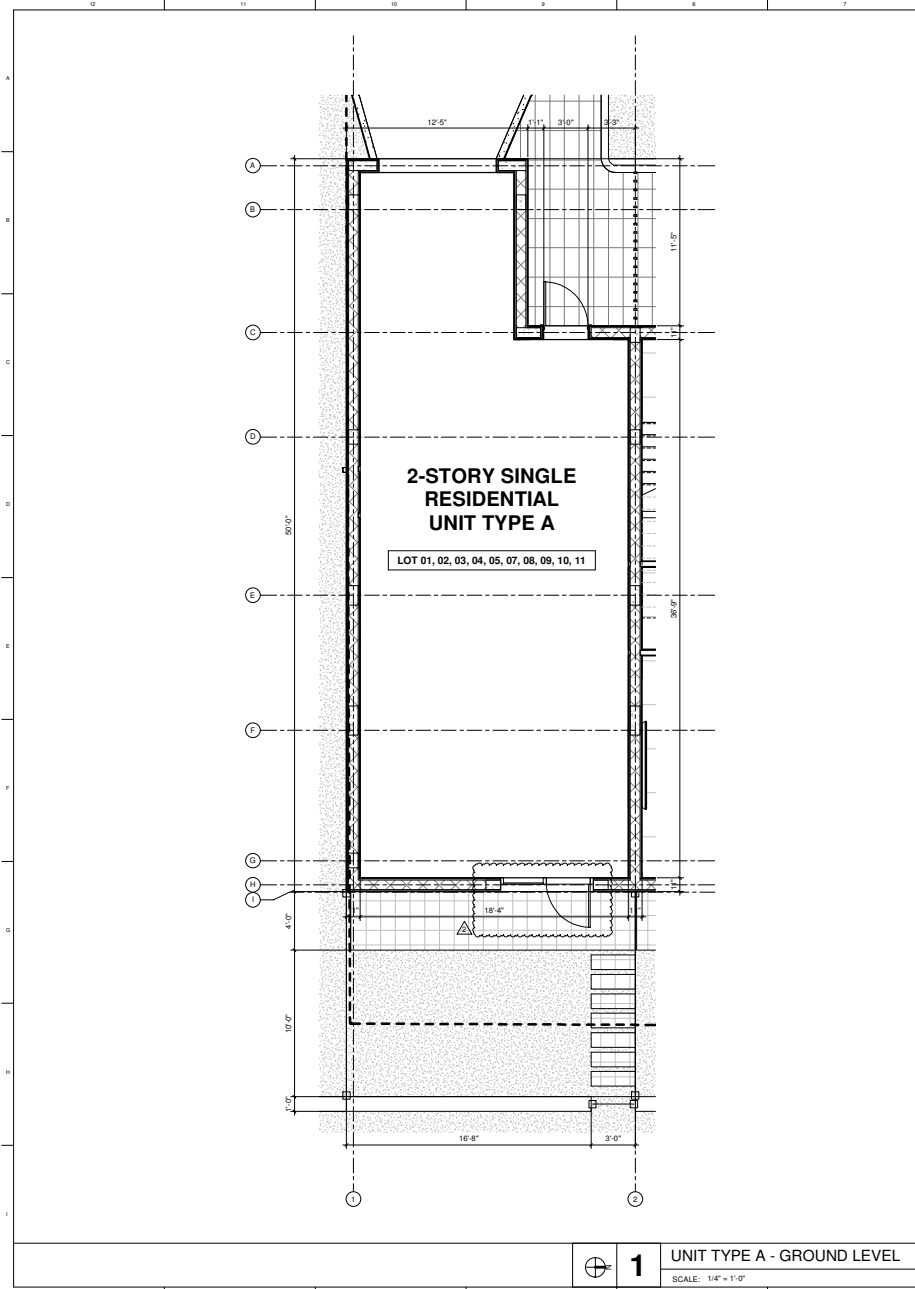 12 11 10 9 8 7
A
B
C
D
E
F
G
H
I
12'-5" 1'-1" 3'-0" 3'-3"
A
B
11'-5"
C
D
2-STORY SINGLE
RESIDENTIAL
UNIT TYPE A
50'-0"
LOT 01, 02, 03, 04, 05, 07, 08, 09, 10, 11
E
36'-9"
F
G
H
I
18'-4"
4'-0"
2
10'-0"
1'-0"
16'-8" 3'-0"
1 2
N
1
UNIT TYPE A - GROUND LEVEL
SCALE: 1/4" = 1'-0"